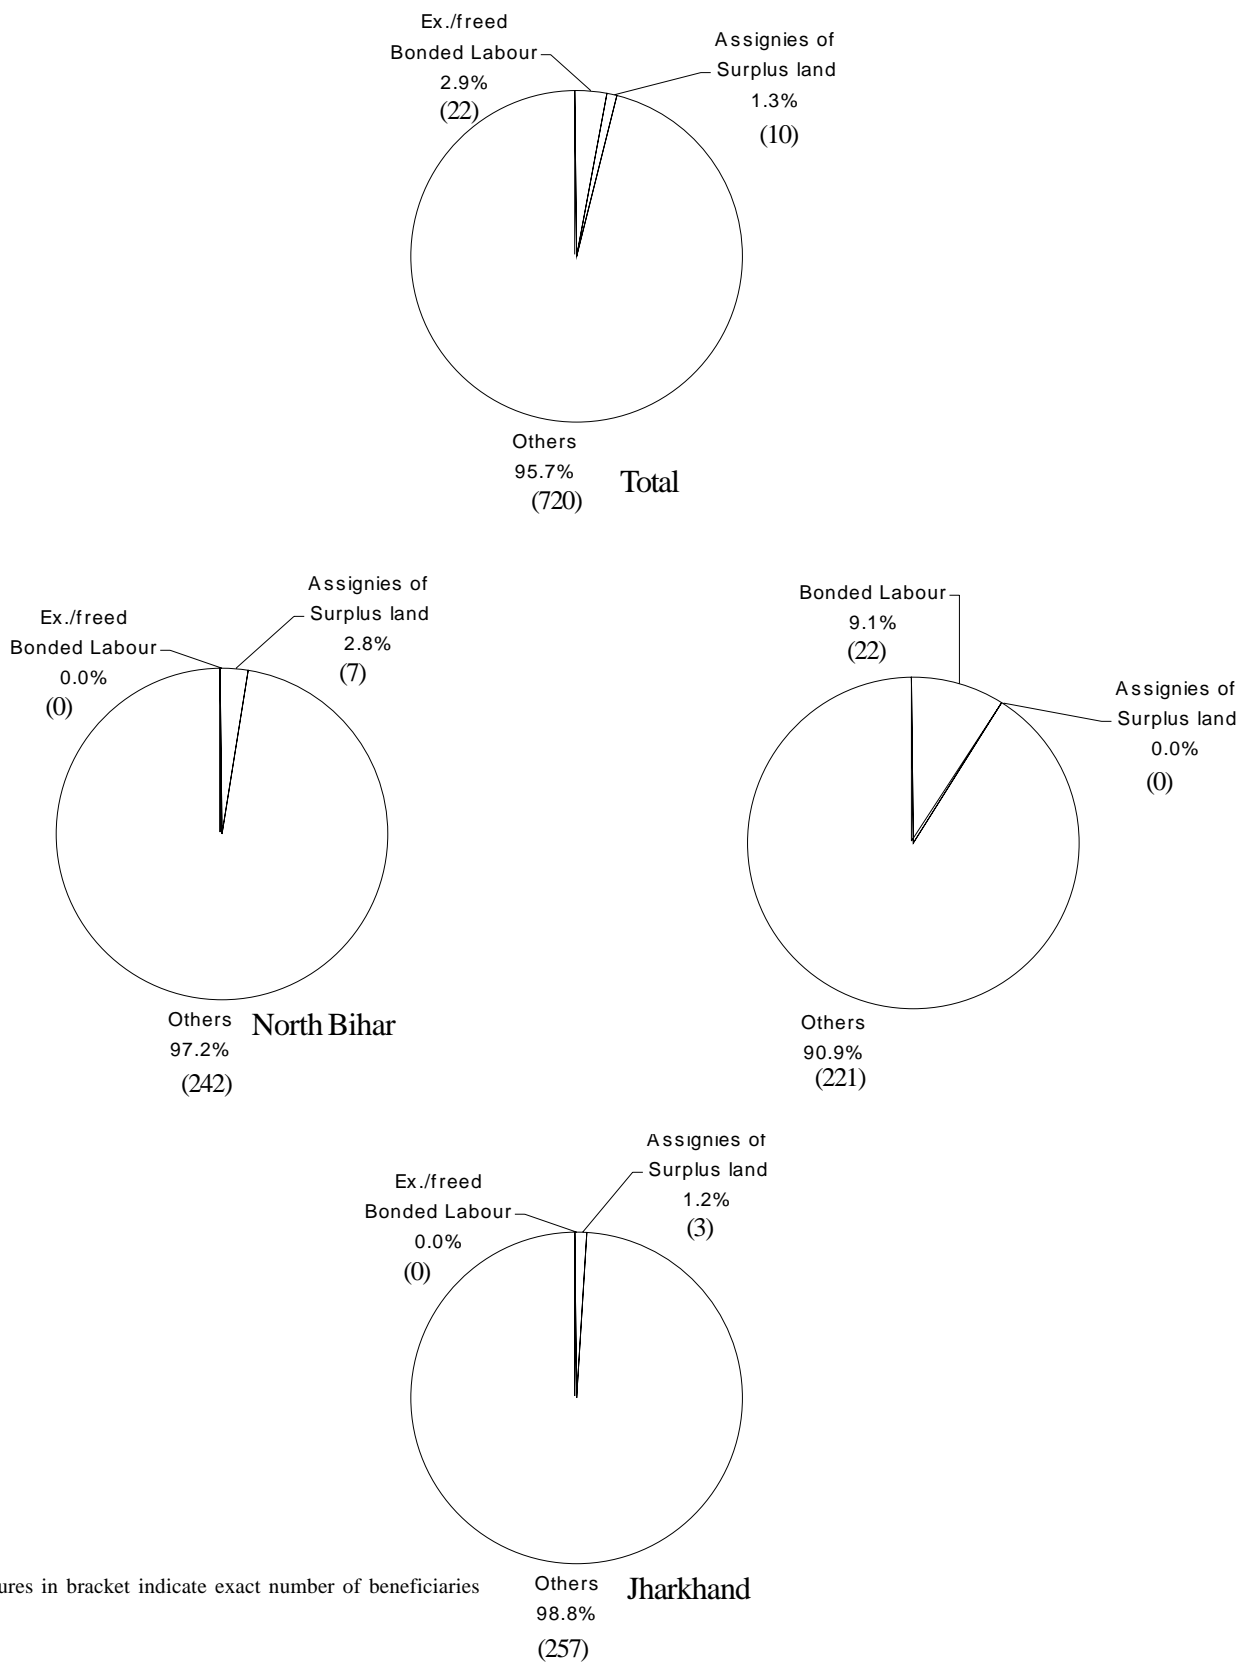 Ex./freed
Bonded Labour
2.9%
(22)
Assignies of
Surplus land
1.3%
(10)
Others
95.7%
(720)
Total
Ex./freed
Bonded Labour
0.0%
(0)
Assignies of
Surplus land
2.8%
(7)
Others
97.2%
(242)
North Bihar
Bonded Labour
9.1%
(22)
Assignies of
Surplus land
0.0%
(0)
Others
90.9%
(221)
Ex./freed
Bonded Labour
0.0%
(0)
Assignies of
Surplus land
1.2%
(3)
Others
98.8%
(257)
Jharkhand
ures in bracket indicate exact number of beneficiaries